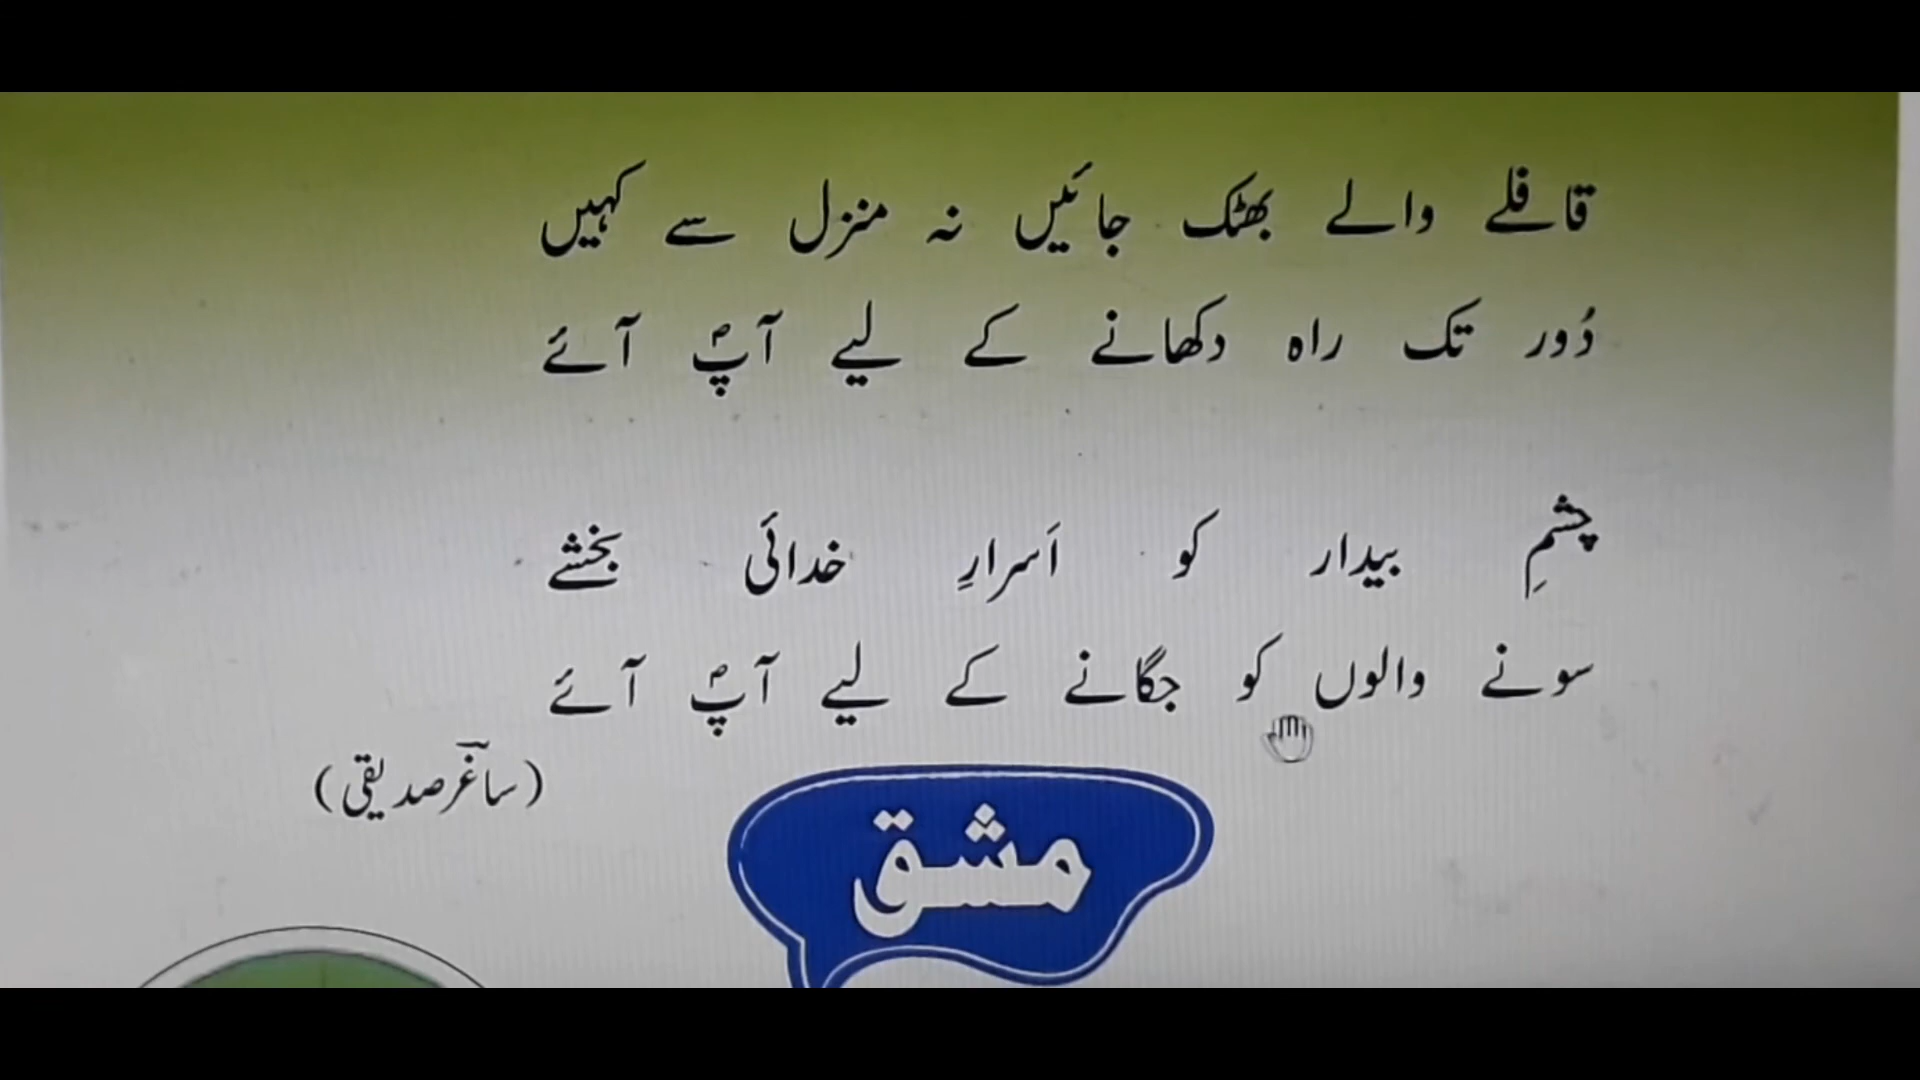 قافلے والے بھٹک جائیں نہ منزل سے کہیں
دُور تک راہ دکھانے کے لیے آپؐ آئے
چشمِ بیدار کو اَسرارِ خدائی بخشے
سونے والوں کو جگانے کے لیے آپؐ آئے
(ساغرؔ صدیقی)
مشق